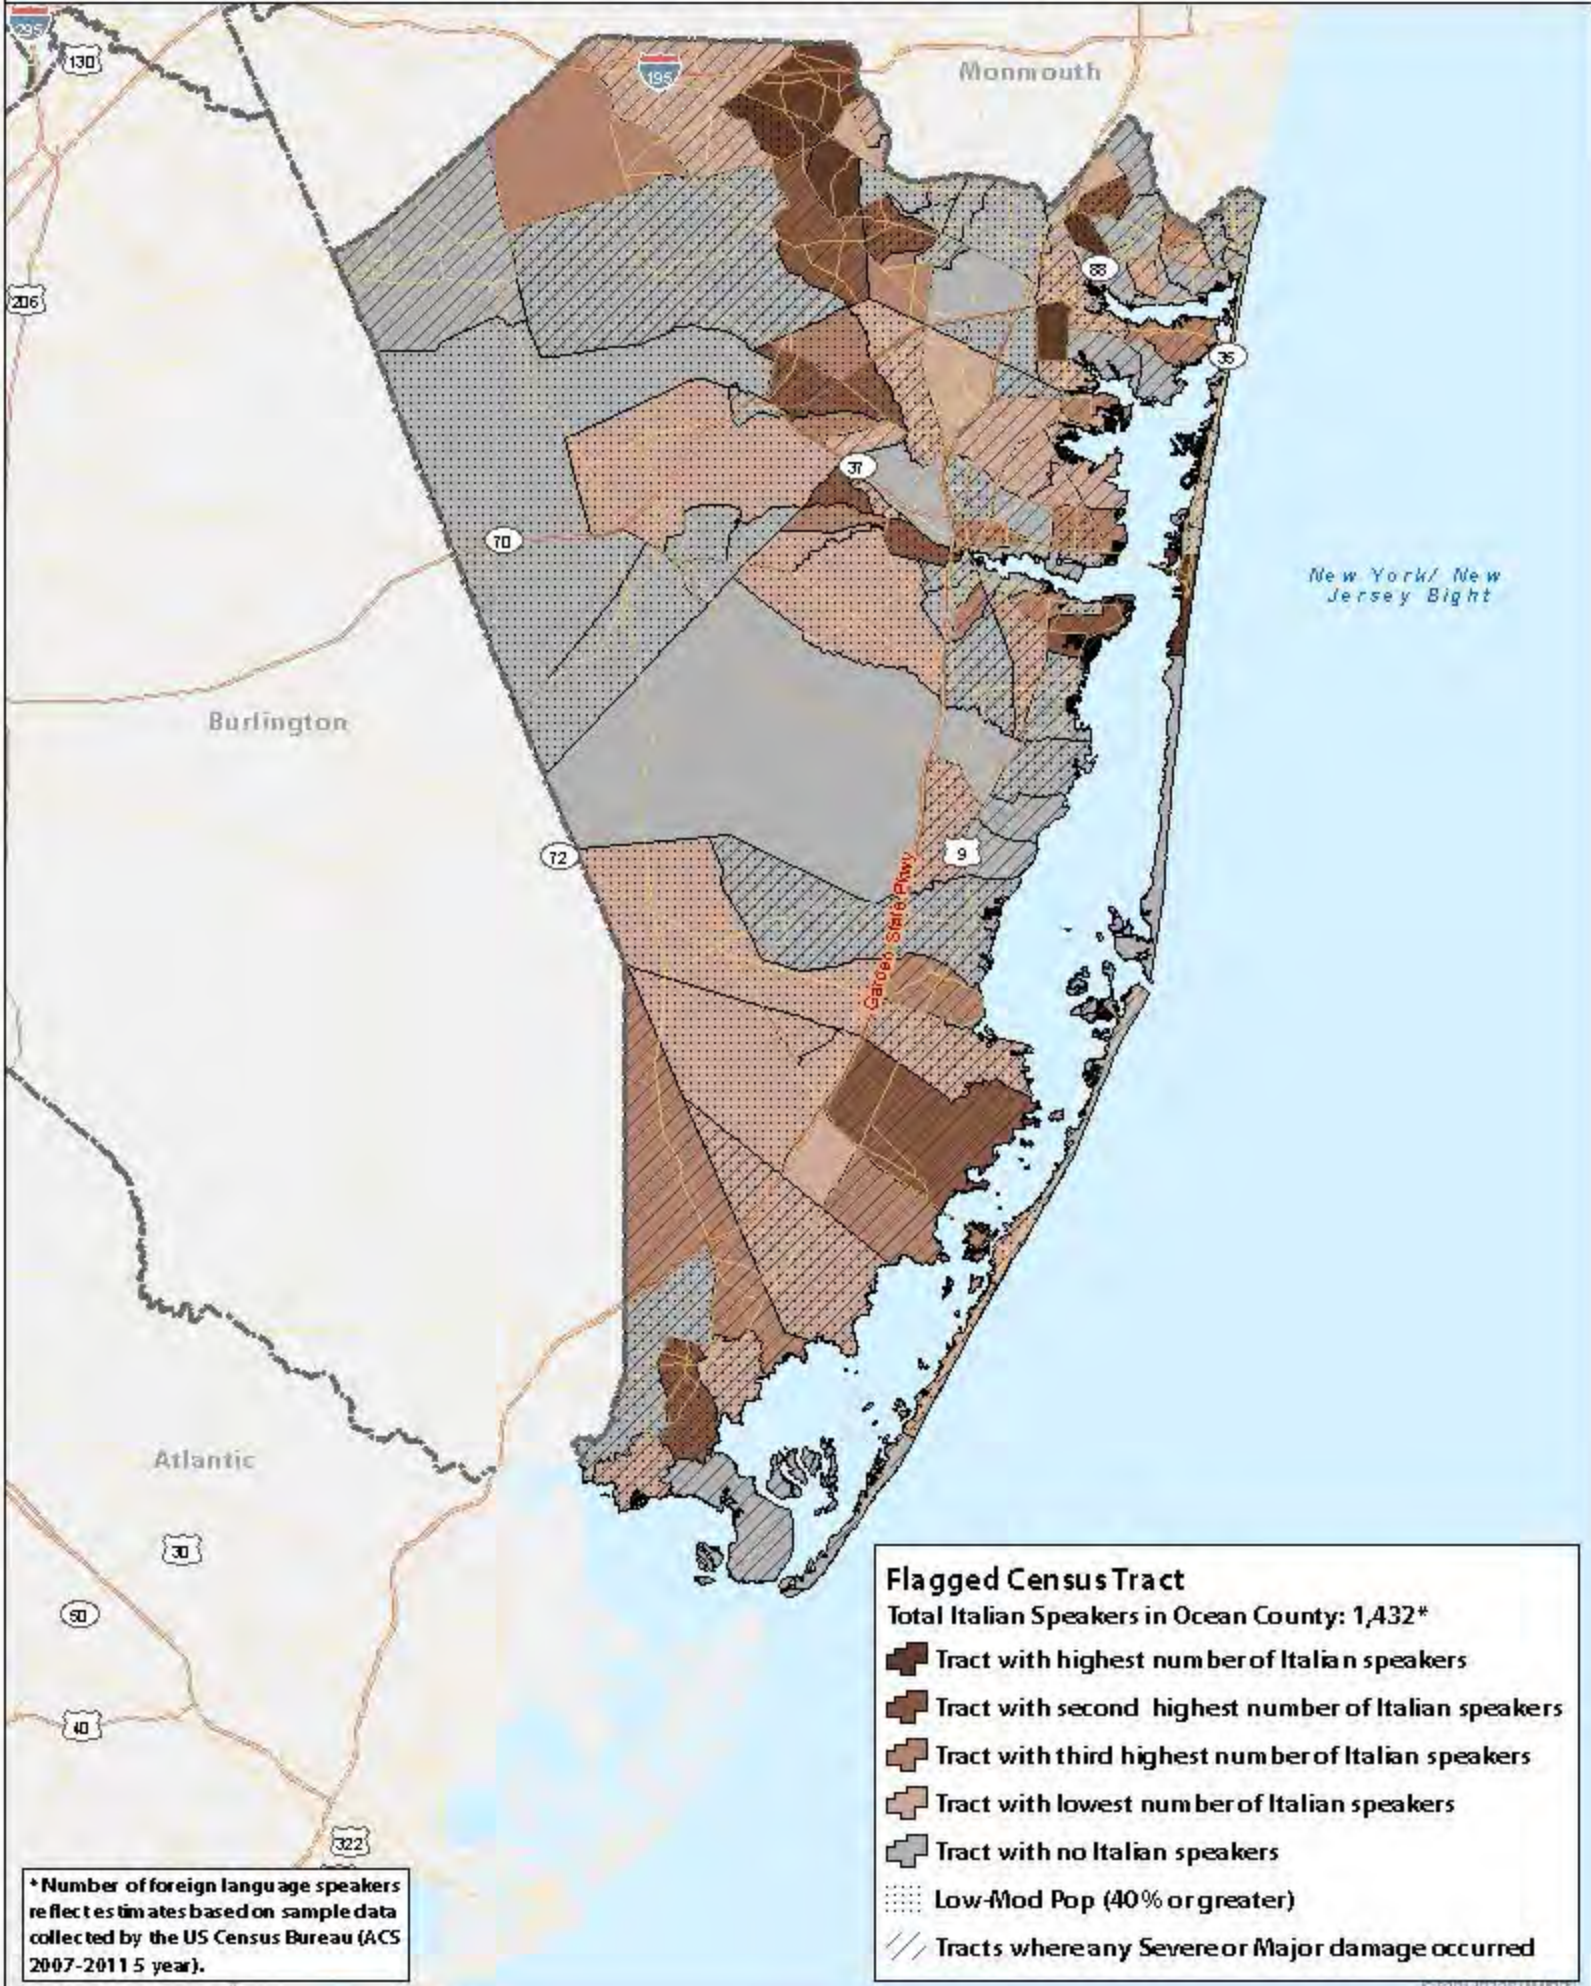 295
130
195
Monmouth
206
88
35
37
70
New York/ New
Jersey Bight
Burlington
72
9
Garden State Pkwy
Atlantic
30
50
40
322
Flagged Census Tract
Total Italian Speakers in Ocean County: 1,432*
Tract with highest number of Italian speakers
Tract with second highest number of Italian speakers
Tract with third highest number of Italian speakers
Tract with lowest number of Italian speakers
Tract with no Italian speakers
Low-Mod Pop (40% or greater)
Tracts where any Severe or Major damage occurred
*Number of foreign language speakers
reflect estimates based on sample data
collected by the US Census Bureau (ACS
2007-2011 5 year).